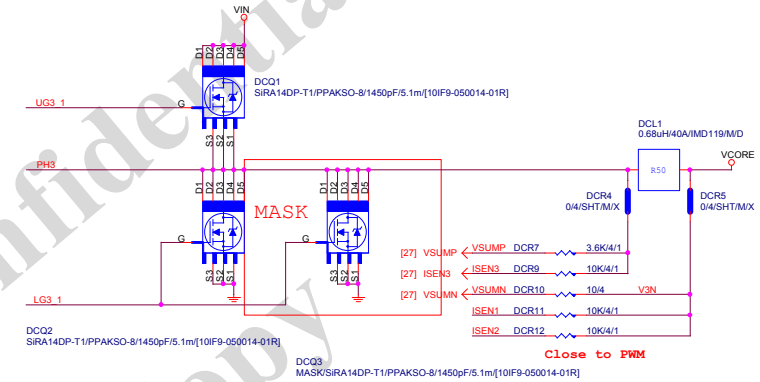 VIN
D1 D2 D3 D4 D5
DCQ1
SiRA14DP-T1/PPAKSO-8/1450pF/5.1m/[10IF9-050014-01R]
UG3_1
G
S3 S2 S1
DCL1
0.68uH/40A/IMD119/M/D
PH3
VCORE
R50
D1 D2 D3 D4 D5
D1 D2 D3 D4 D5
MASK
DCR4
0/4/SHT/M/X
DCR5
0/4/SHT/M/X
G
G
S3 S2 S1
S3 S2 S1
[27] VSUMP VSUMP DCR7 3.6K/4/1
[27] ISEN3 ISEN3 DCR9 10K/4/1
[27] VSUMN VSUMN DCR10 10/4 V3N
LG3_1
ISEN1 DCR11 10K/4/1
ISEN2 DCR12 10K/4/1
DCQ2
SiRA14DP-T1/PPAKSO-8/1450pF/5.1m/[10IF9-050014-01R]
Close to PWM
DCQ3
MASK/SiRA14DP-T1/PPAKSO-8/1450pF/5.1m/[10IF9-050014-01R]
nfidentia
opy